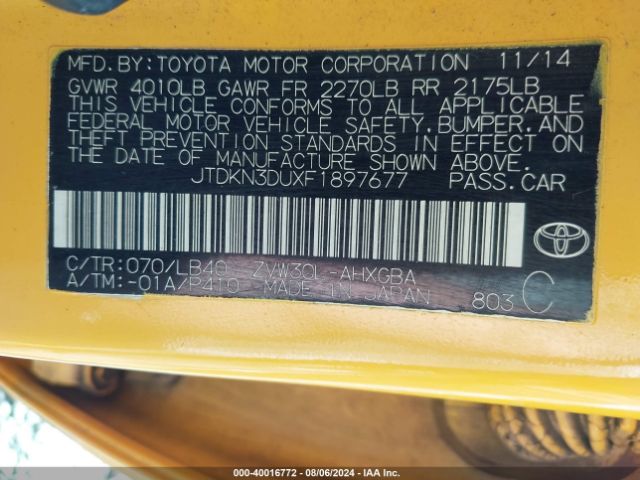 MFD.BY:TOYOTA MOTOR CORPORATION 11/14
GVWR 4010LB GAWR FR 2270LB RR 2175LB
THIS VEHICLE CONFORMS TO ALL APPLICABLE
FEDERAL MOTOR VEHICLE SAFETY, BUMPER, AND
THEFT PREVENTION STANDARDS IN EFFECT ON
THE DATE OF MANUFACTURE SHOWN ABOVE.
JTDKN3DUXF1897677 PASS.CAR
C/TR:070/LB40 ZVW30L-AHXGBA
A/TM:-01A/P410 MADE IN JAPAN 803 C
000-40016772 - 08/06/2024 - IAA Inc.